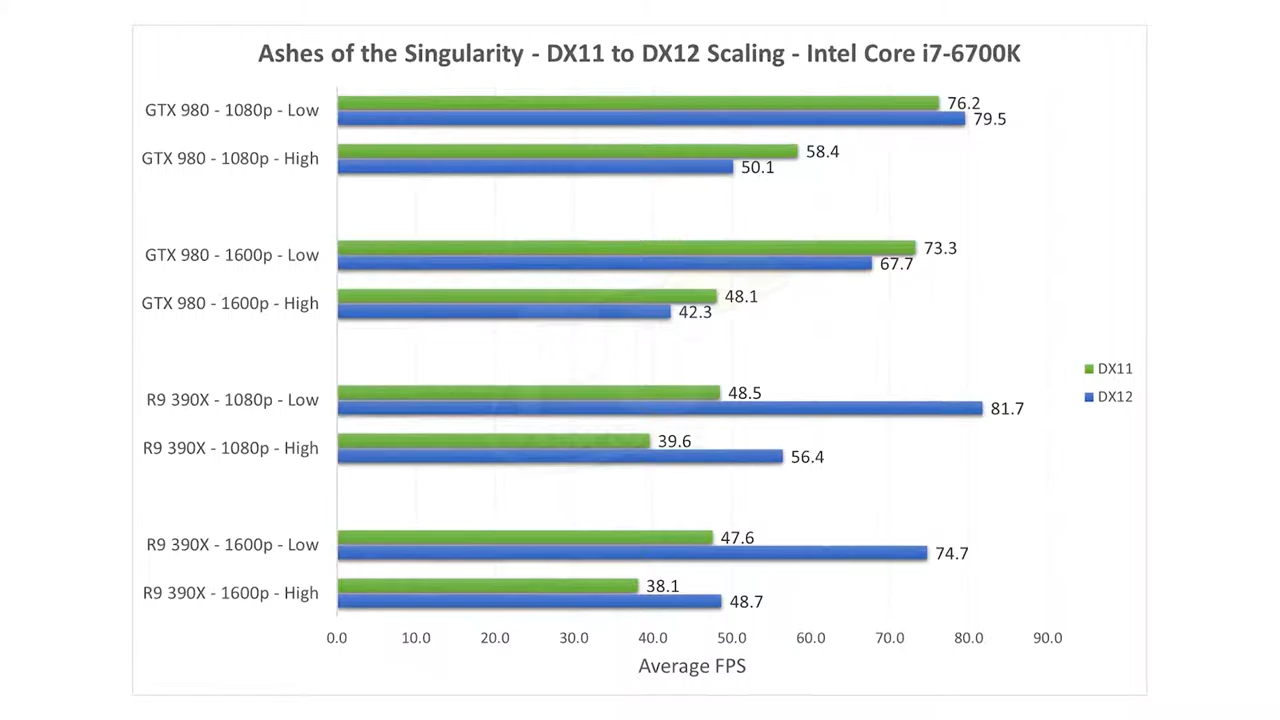 Ashes of the Singularity - DX11 to DX12 Scaling - Intel Core i7-6700K
GTX 980 - 1080p - Low
76.2
79.5
GTX 980 - 1080p - High
58.4
50.1
GTX 980 - 1600p - Low
73.3
67.7
GTX 980 - 1600p - High
48.1
42.3
R9 390X - 1080p - Low
48.5
81.7
R9 390X - 1080p - High
39.6
56.4
R9 390X - 1600p - Low
47.6
74.7
R9 390X - 1600p - High
38.1
48.7
DX11
DX12
0.0 10.0 20.0 30.0 40.0 50.0 60.0 70.0 80.0 90.0
Average FPS